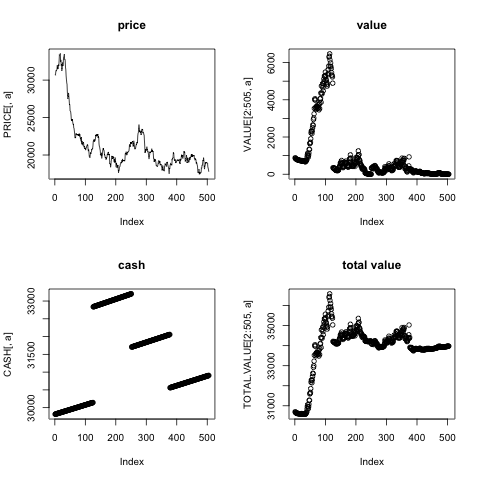 price
PRICE[, a]
20000 25000 30000
0 100 200 300 400 500
Index
value
VALUE[2:505, a]
0 2000 4000 6000
0 100 200 300 400 500
Index
cash
CASH[, a]
30000 31500 33000
0 100 200 300 400 500
Index
total value
TOTAL.VALUE[2:505, a]
31000 33000 35000
0 100 200 300 400 500
Index